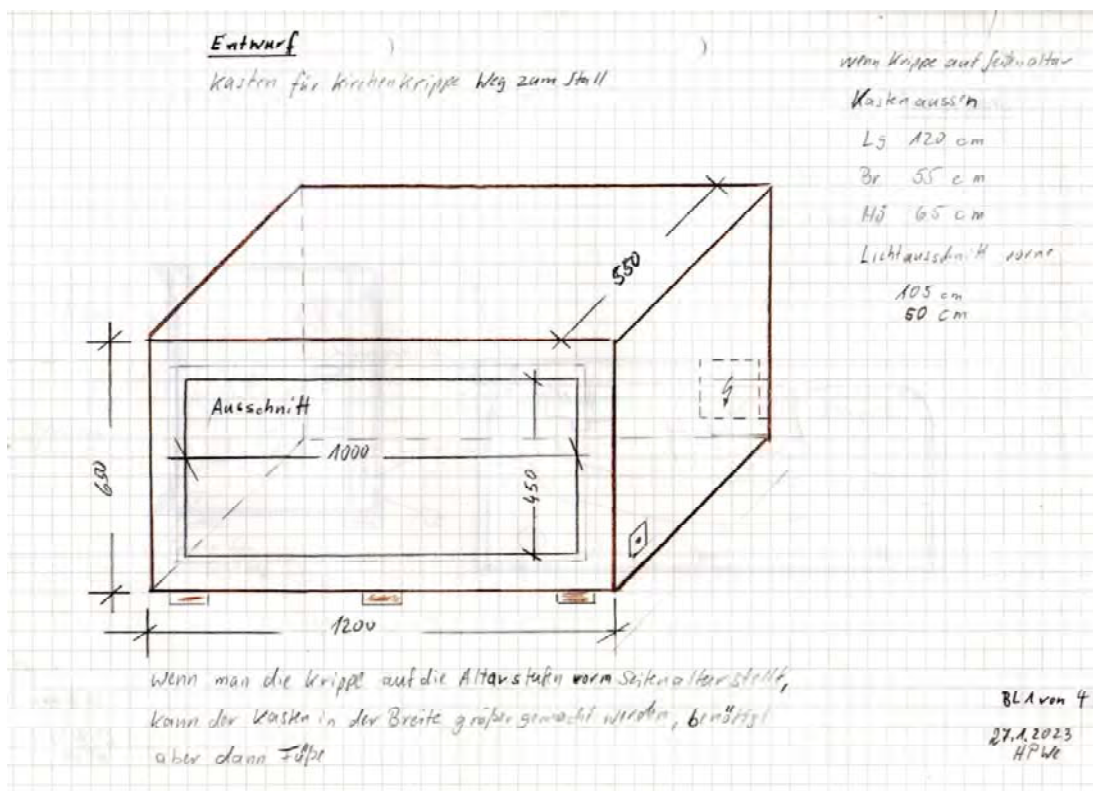 Entwurf
Kasten für Kirchenkrippe Weg zum Stall
wenn Krippe auf Seitenaltar
Kasten aussen
Lg 120 cm
Br 55 cm
Hö 65 cm
Lichtausschnitt vorne
105 cm
50 cm
550
Ausschnitt
1000
450
650
1200
wenn man die Krippe auf die Altarstufen vorm Seitenaltar stellt,
kann der Kasten in der Breite größer gemacht werden, benötigt
aber dann Füße
BL 1 von 4
27.1.2023
HPWe